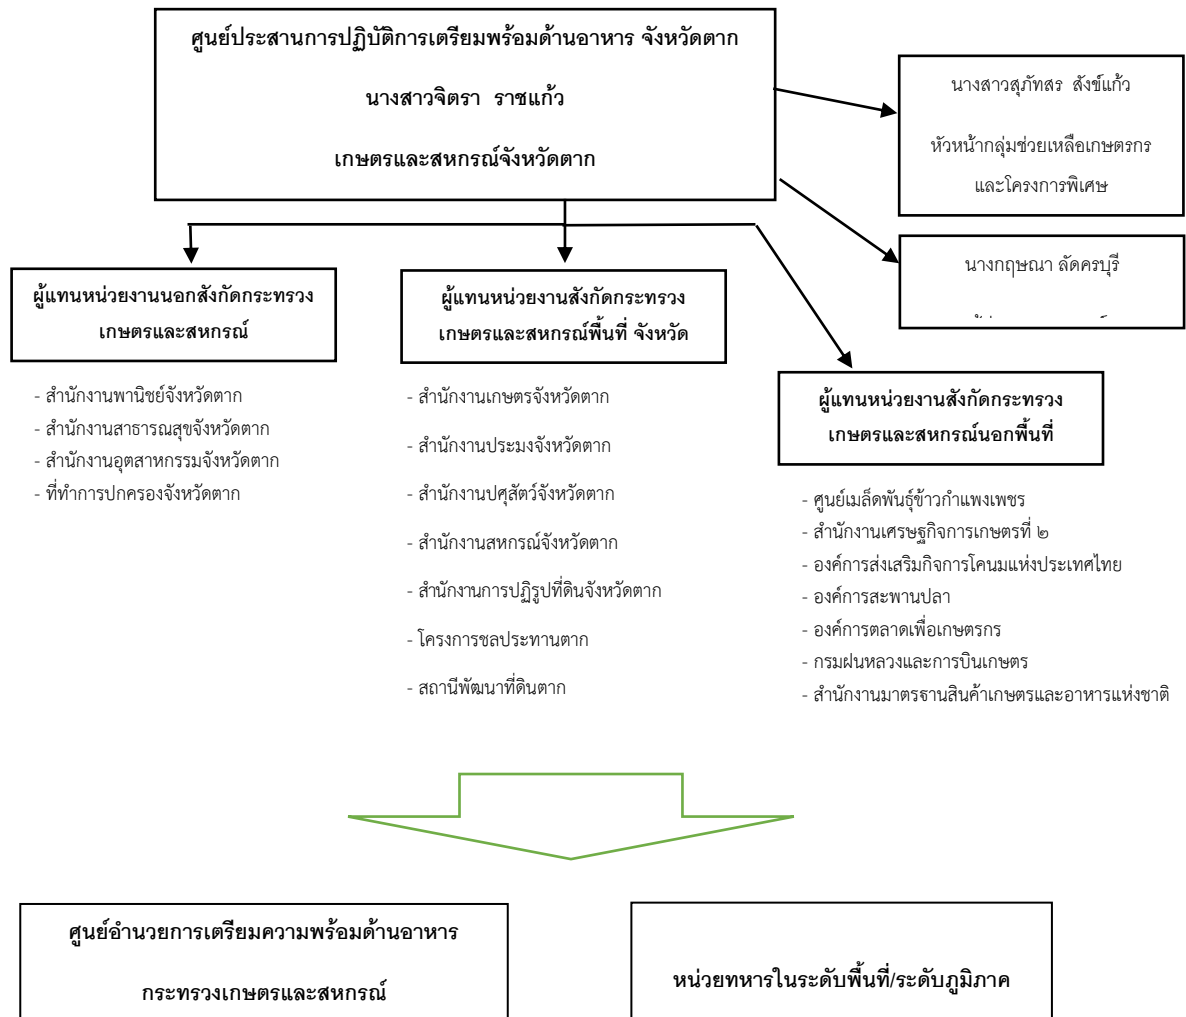 ศูนย์ประสานการปฏิบัติการเตรียมพร้อมด้านอาหาร จังหวัดตาก
นางสาวจิตรา ราชแก้ว
เกษตรและสหกรณ์จังหวัดตาก
นางสาวสุภัทสร สังข์แก้ว
หัวหน้ากลุ่มช่วยเหลือเกษตรกร
และโครงการพิเศษ
นางกฤษณา ลัดครบุรี
ผู้แทนหน่วยงานนอกสังกัดกระทรวง
เกษตรและสหกรณ์
- สำนักงานพานิชย์จังหวัดตาก
- สำนักงานสาธารณสุขจังหวัดตาก
- สำนักงานอุตสาหกรรมจังหวัดตาก
- ที่ทำการปกครองจังหวัดตาก
ผู้แทนหน่วยงานสังกัดกระทรวง
เกษตรและสหกรณ์พื้นที่ จังหวัด
- สำนักงานเกษตรจังหวัดตาก
- สำนักงานประมงจังหวัดตาก
- สำนักงานปศุสัตว์จังหวัดตาก
- สำนักงานสหกรณ์จังหวัดตาก
- สำนักงานการปฏิรูปที่ดินจังหวัดตาก
- โครงการชลประทานตาก
- สถานีพัฒนาที่ดินตาก
ผู้แทนหน่วยงานสังกัดกระทรวง
เกษตรและสหกรณ์นอกพื้นที่
- ศูนย์เมล็ดพันธุ์ข้าวกำแพงเพชร
- สำนักงานเศรษฐกิจการเกษตรที่ ๒
- องค์การส่งเสริมกิจการโคนมแห่งประเทศไทย
- องค์การสะพานปลา
- องค์การตลาดเพื่อเกษตรกร
- กรมฝนหลวงและการบินเกษตร
- สำนักงานมาตรฐานสินค้าเกษตรและอาหารแห่งชาติ
ศูนย์อำนวยการเตรียมความพร้อมด้านอาหาร
กระทรวงเกษตรและสหกรณ์
หน่วยทหารในระดับพื้นที่/ระดับภูมิภาค